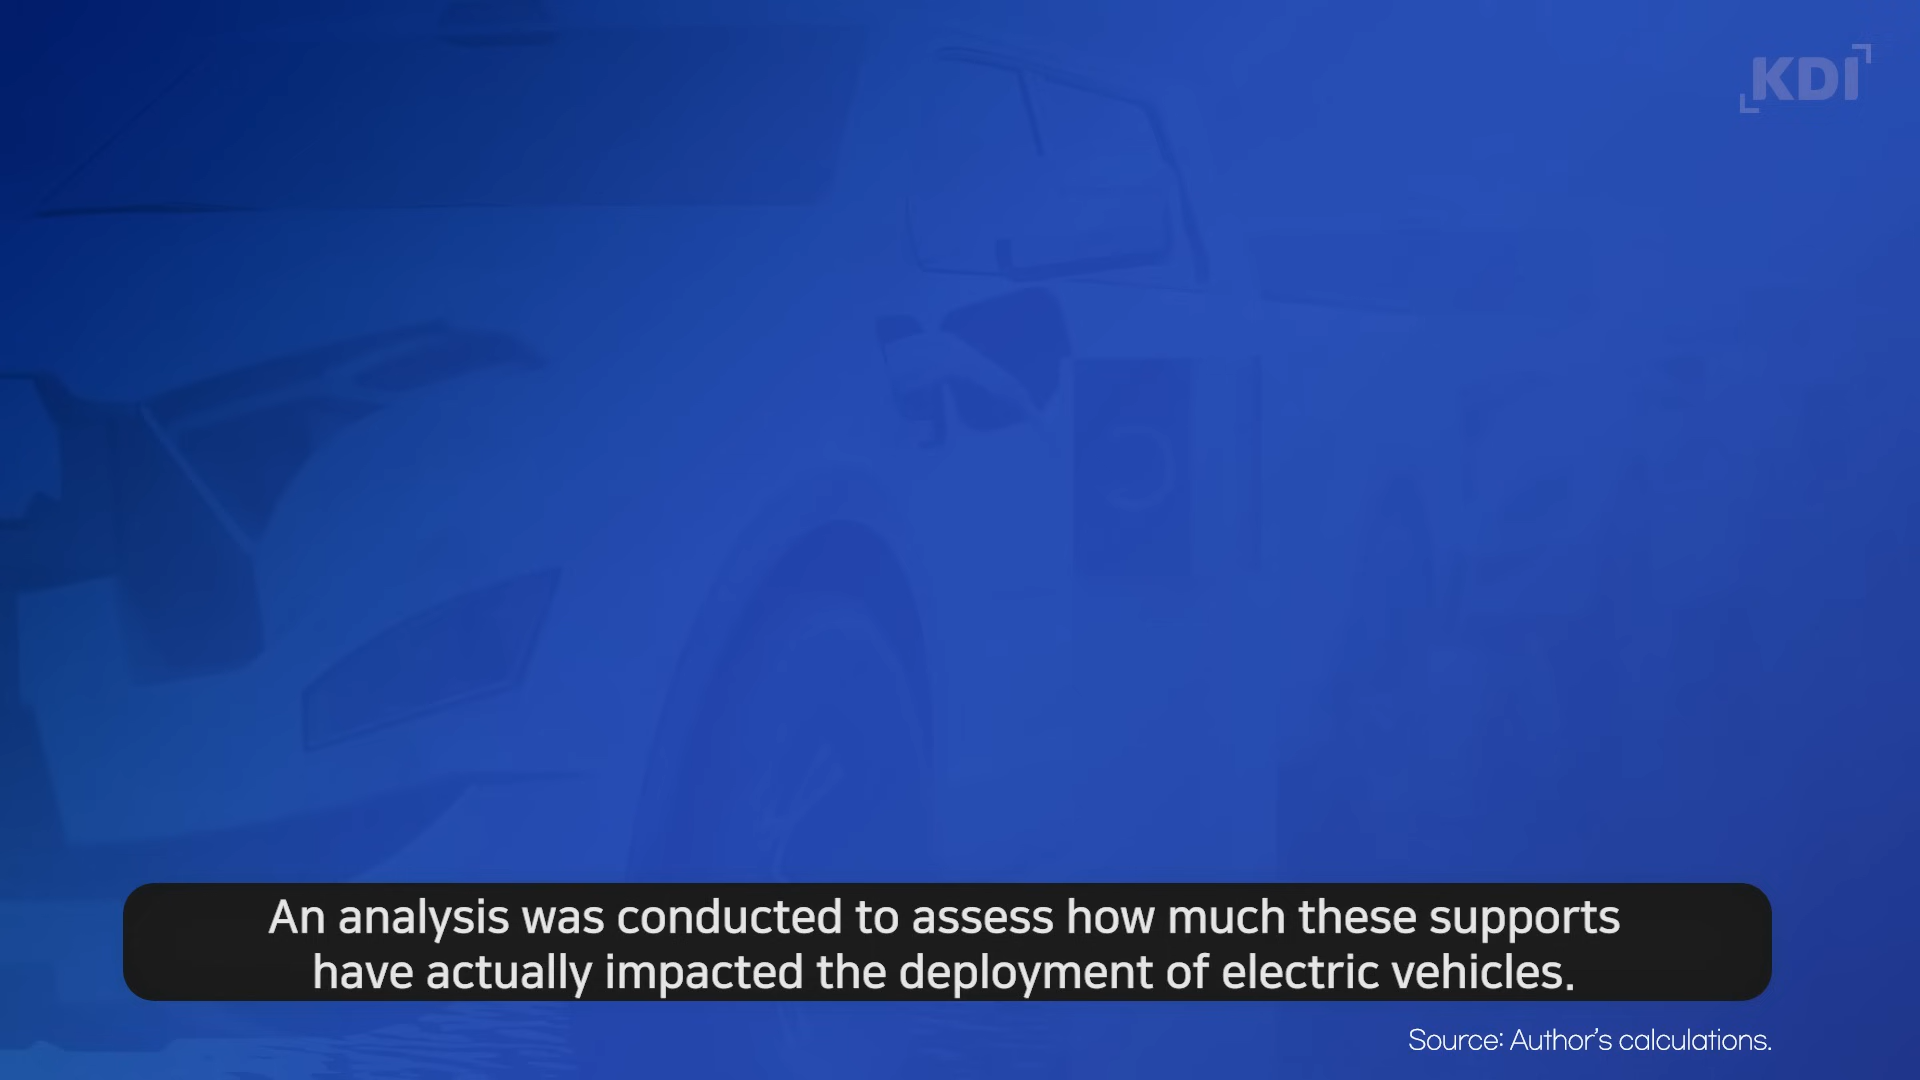 KDI
An analysis was conducted to assess how much these supports
have actually impacted the deployment of electric vehicles.
Source: Author's calculations.